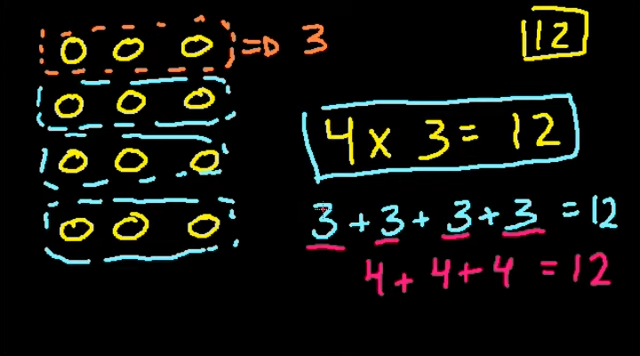 ⇒ 3
12
4 x 3 = 12
3 + 3 + 3 + 3 = 12
4 + 4 + 4 = 12